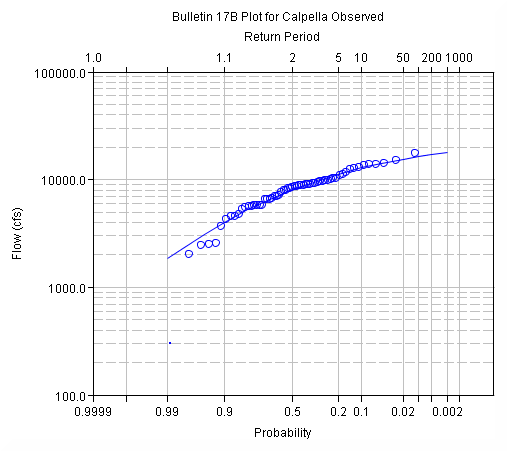 Bulletin 17B Plot for Calpella Observed
Return Period
1.0 1.1 2 5 10 50 200 1000
100000.0
10000.0
1000.0
100.0
Flow (cfs)
0.9999 0.99 0.9 0.5 0.2 0.1 0.02 0.002
Probability